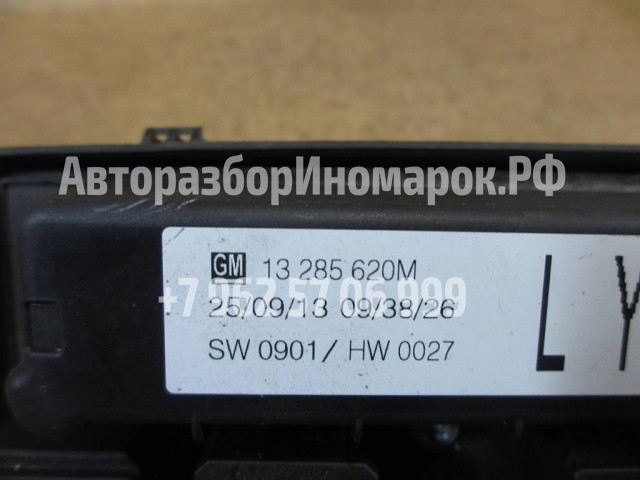 АвторазборИномарок.РФ
GM 13 285 620M
+7 952 57 06 999
25/09/13 09/38/26
SW 0901 / HW 0027
LY